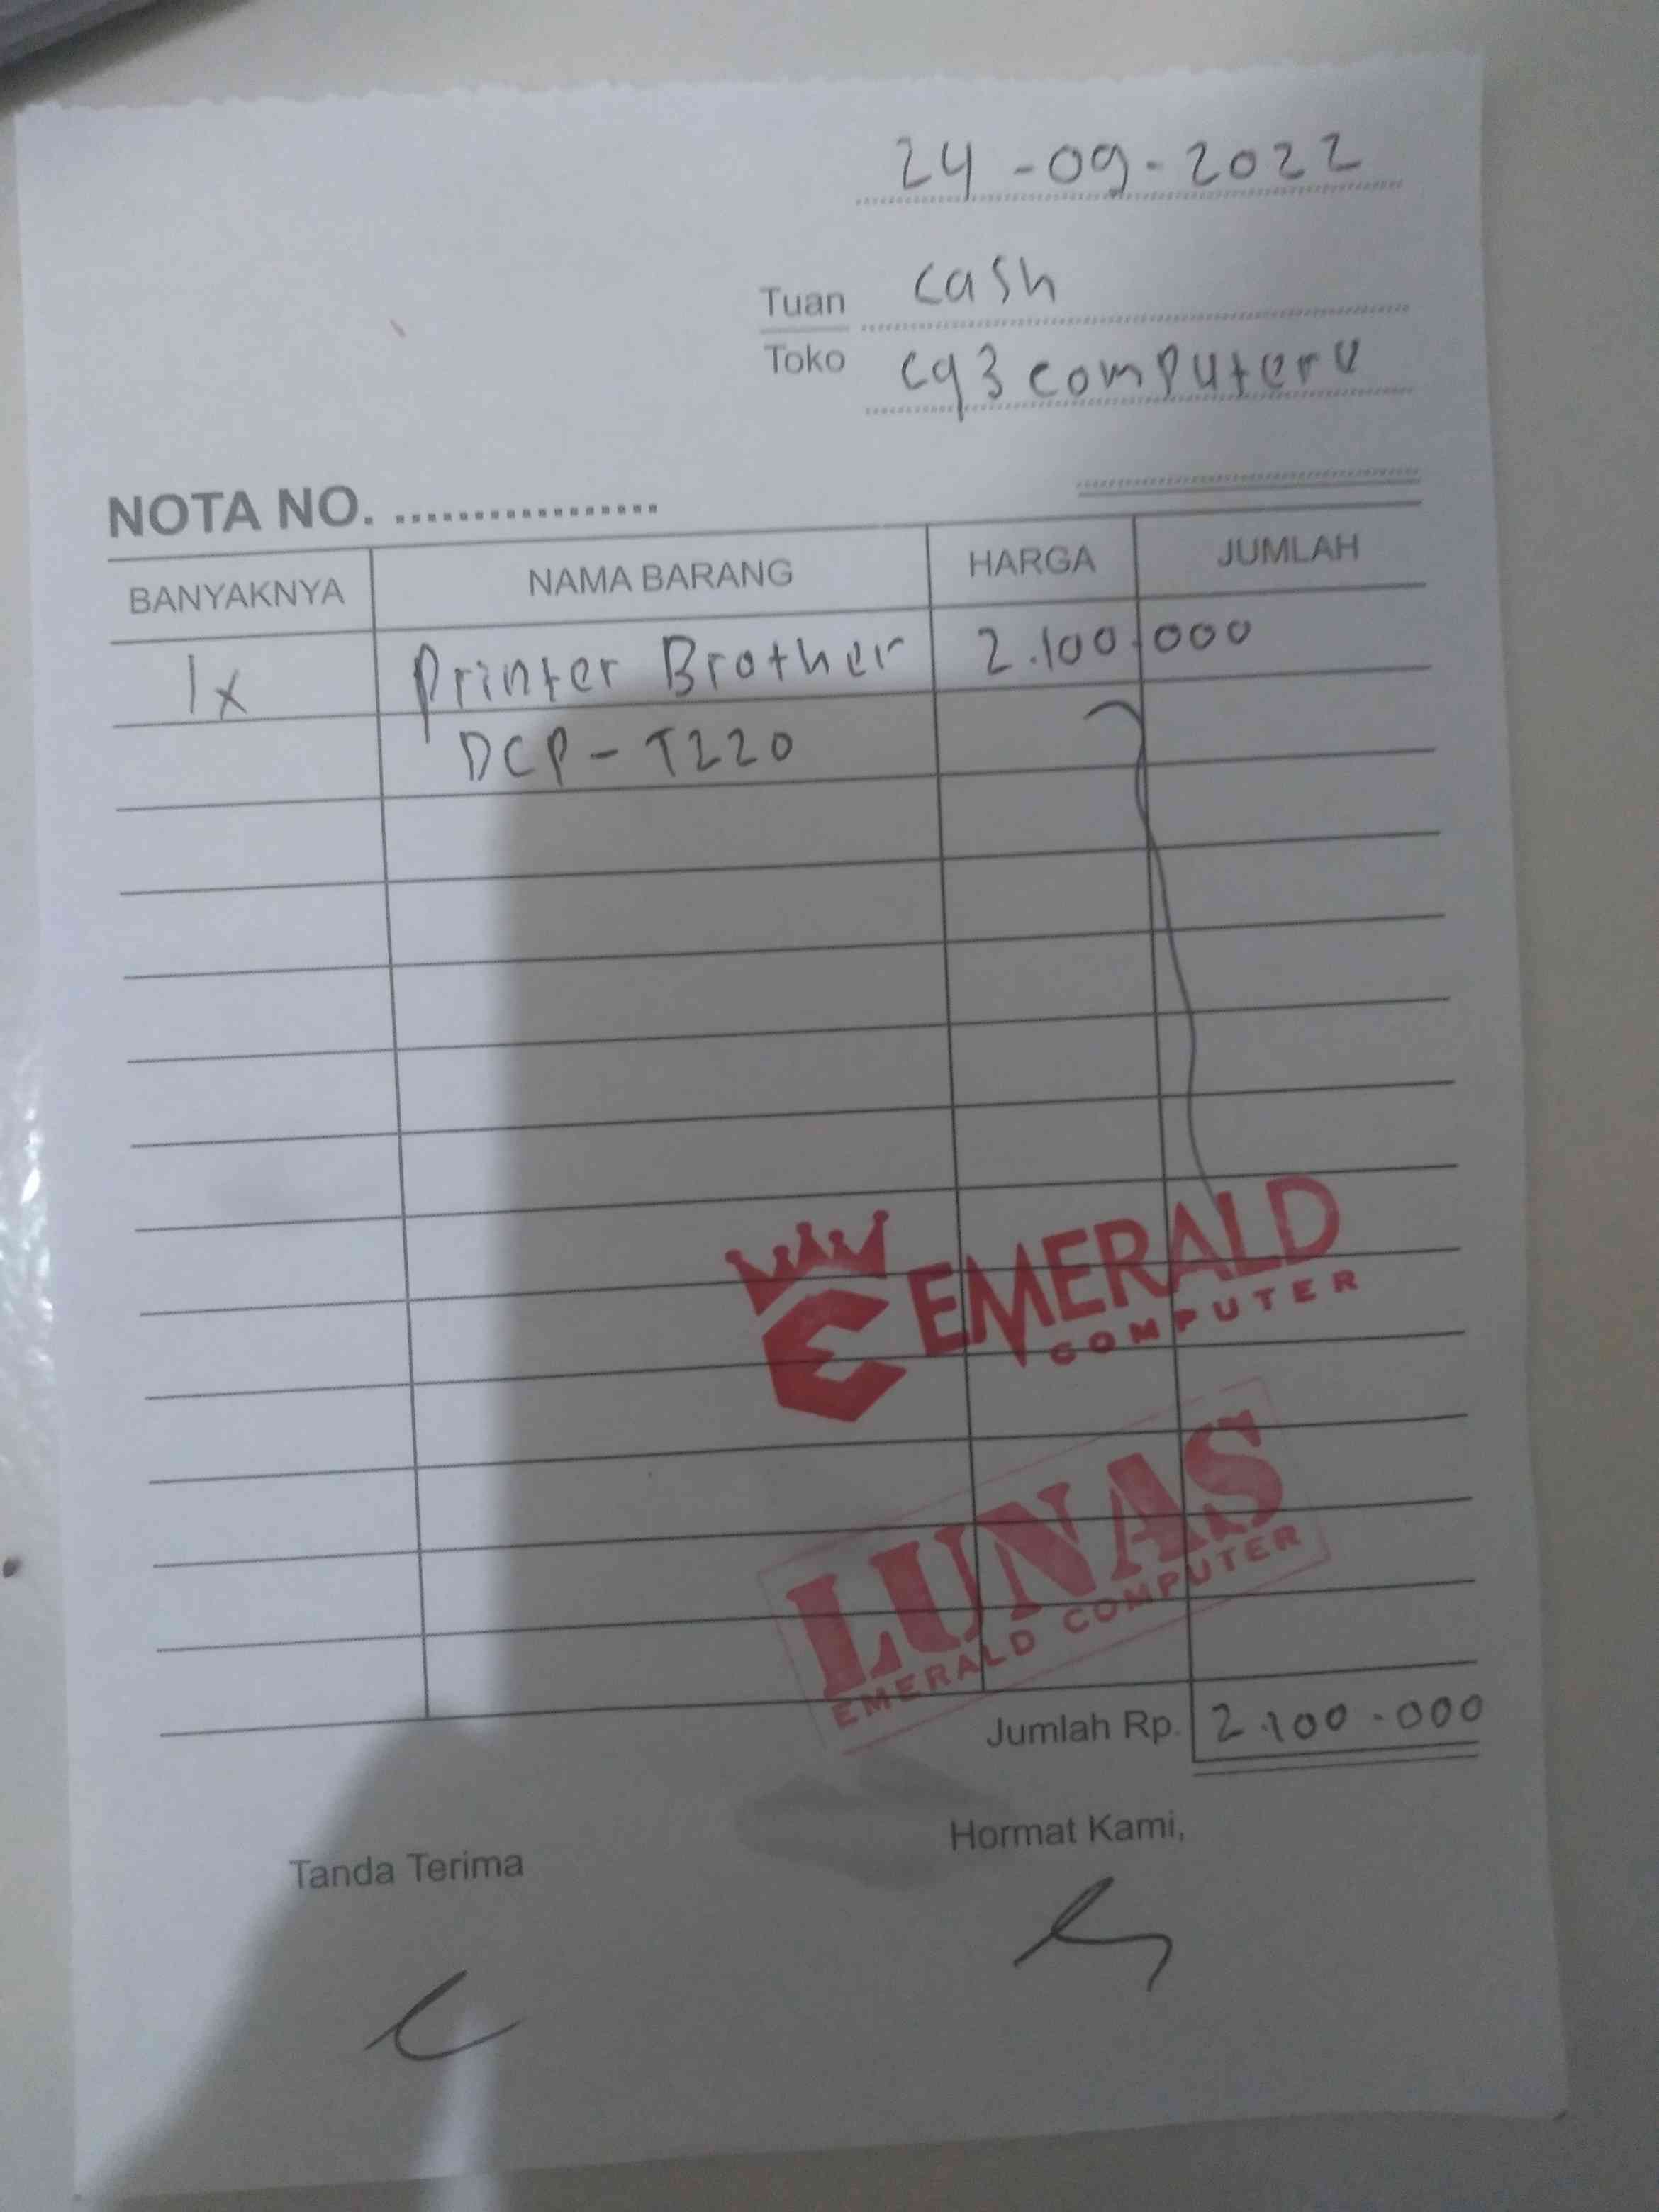 24-09-2022
Tuan cash
Toko cq3 computere
NOTA NO. ..................
BANYAKNYA NAMA BARANG HARGA JUMLAH
1x Printer Brother 2.100.000
DCP-T220
EMERALD
COMPUTER
LUNAS
EMERALD COMPUTER
Jumlah Rp. 2.100.000
Tanda Terima Hormat Kami,